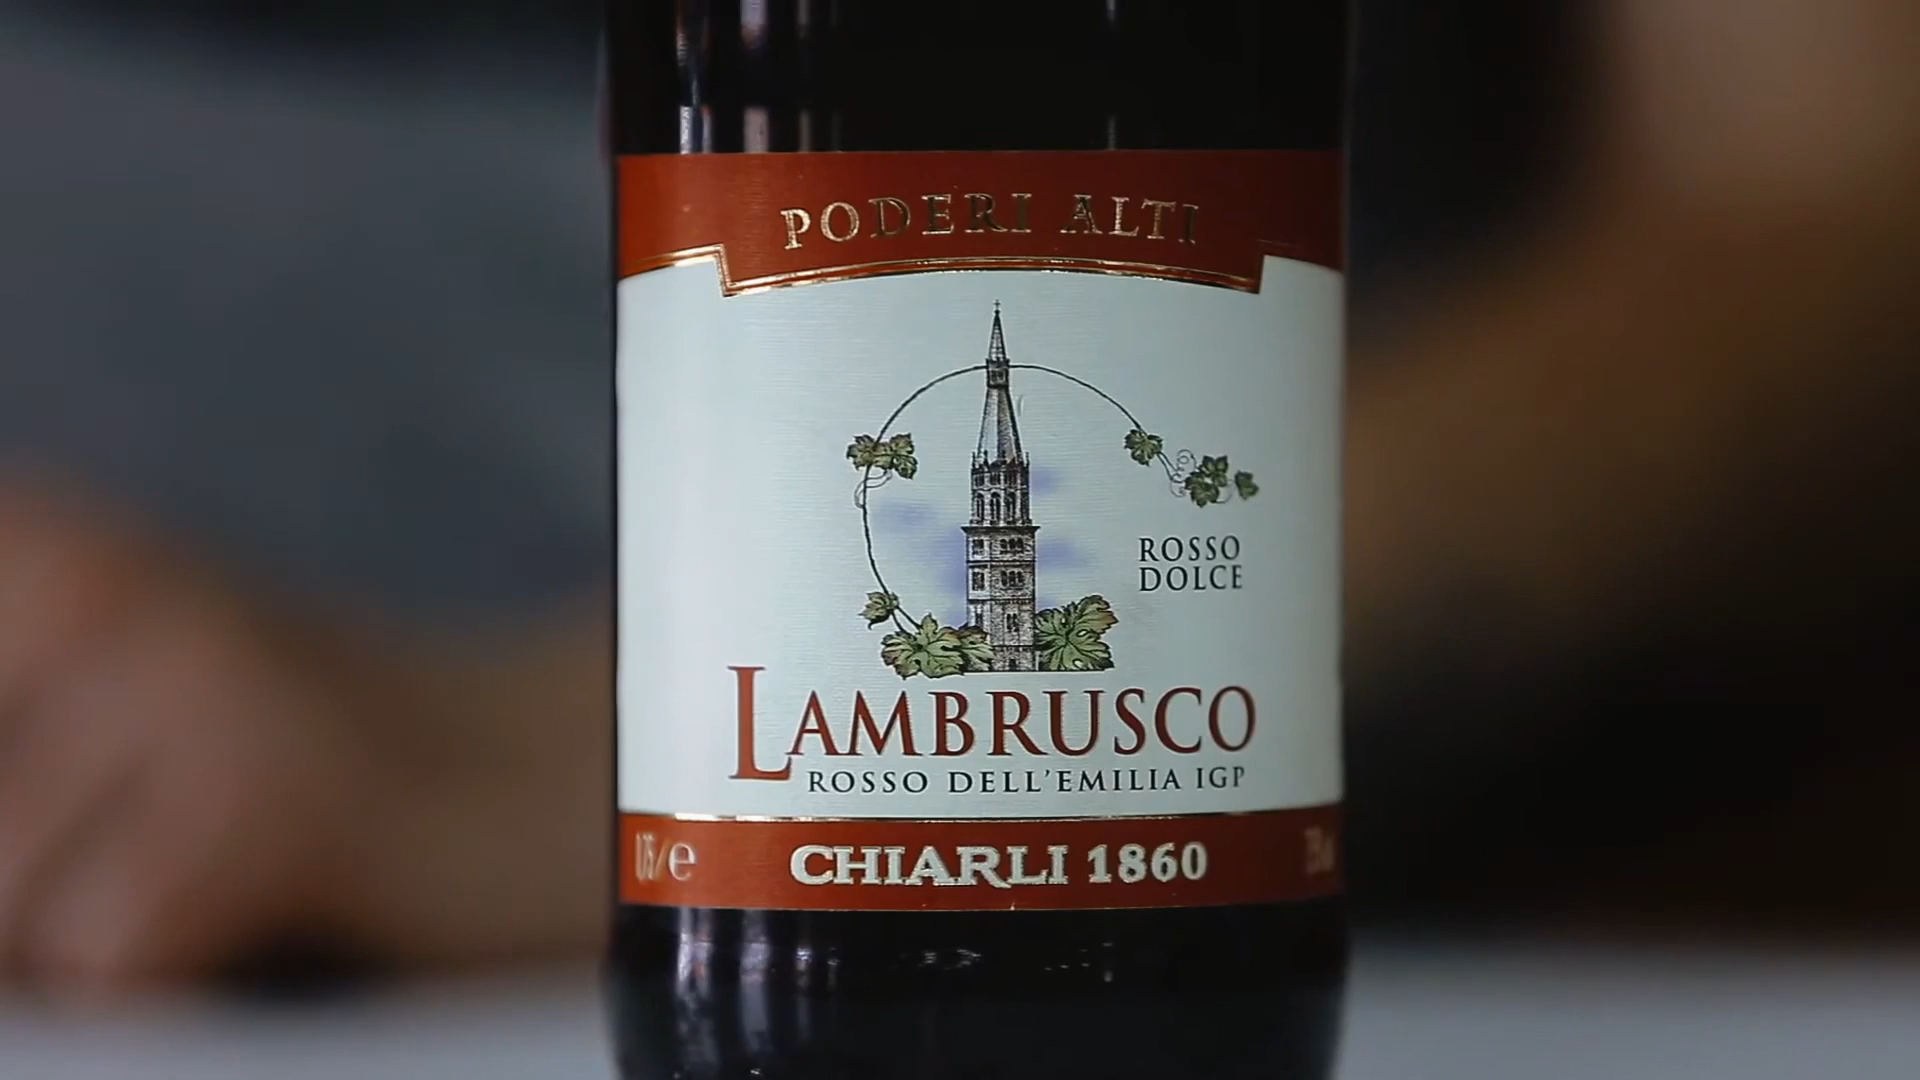 PODERI ALTI
ROSSO
DOLCE
LAMBRUSCO
ROSSO DELL'EMILIA IGP
CHIARLI 1860